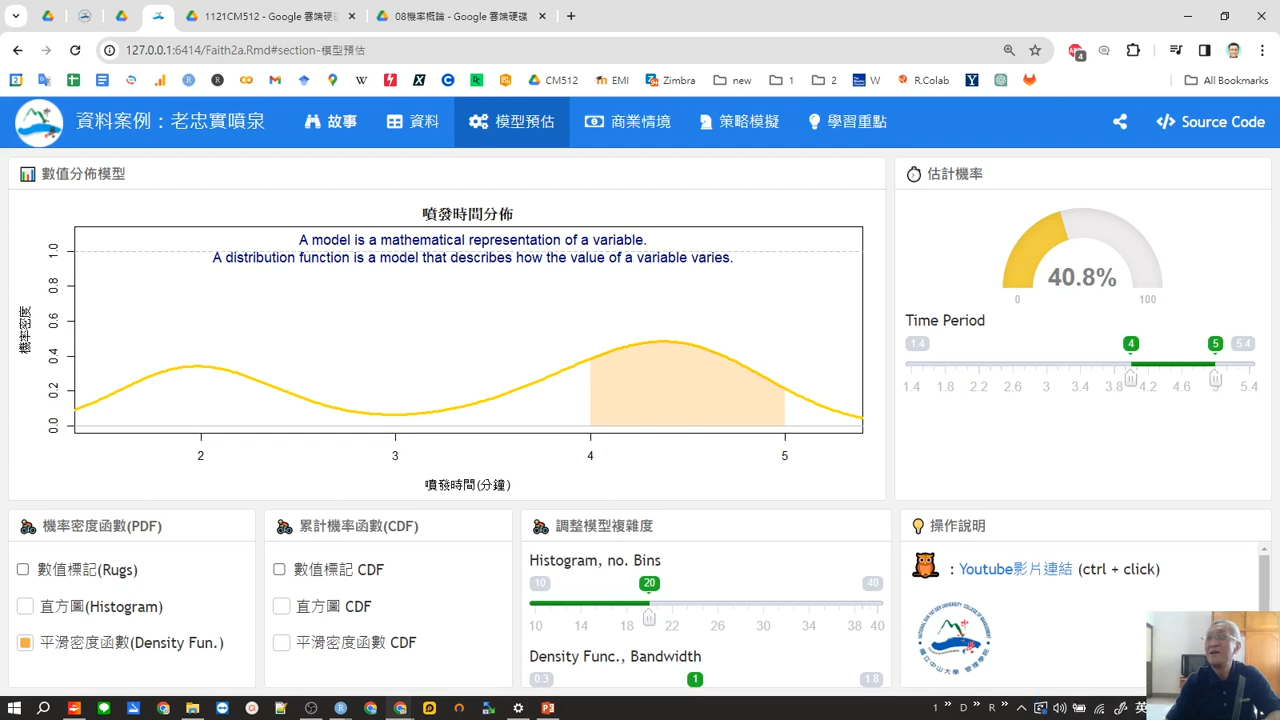 1121CM512 - Google 雲端硬碟
08機率概論 - Google 雲端硬碟
127.0.0.1:6414/Faith2a.Rmd#section-模型預估
4
CM512
EMI
Zimbra
new
1
2
W
R.Colab
All Bookmarks
資料案例：老忠實噴泉
故事
資料
模型預估
商業情境
策略模擬
學習重點
Source Code
數值分佈模型
噴發時間分佈
A model is a mathematical representation of a variable.
A distribution function is a model that describes how the value of a variable varies.
機率密度
1.0
0.8
0.6
0.4
0.2
0.0
2
3
4
5
噴發時間(分鐘)
估計機率
40.8%
0
100
Time Period
1.4
4
5
5.4
1.4 1.8 2.2 2.6 3 3.4 3.8 4.2 4.6 5 5.4
機率密度函數(PDF)
數值標記(Rugs)
直方圖(Histogram)
平滑密度函數(Density Fun.)
累計機率函數(CDF)
數值標記 CDF
直方圖 CDF
平滑密度函數 CDF
調整模型複雜度
Histogram, no. Bins
10
20
40
10 14 18 22 26 30 34 38 40
Density Func., Bandwidth
0.3
1
1.8
操作說明
: Youtube影片連結 (ctrl + click)
國立中山大學 管理學院
1 » D » R »
英